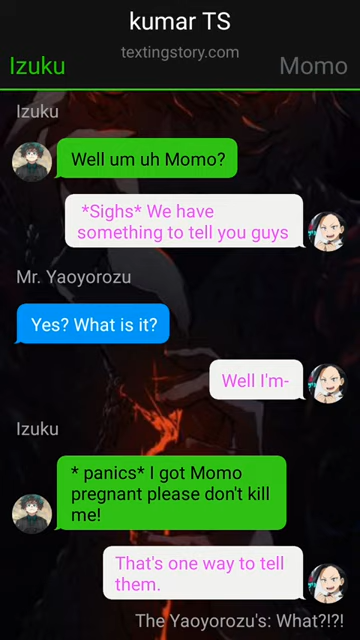 kumar TS
textingstory.com
Izuku
Momo
Izuku
Well um uh Momo?
*Sighs* We have
something to tell you guys
Mr. Yaoyorozu
Yes? What is it?
Well I'm-
Izuku
* panics* I got Momo
pregnant please don't kill
me!
That's one way to tell
them.
The Yaoyorozu's: What?!?!